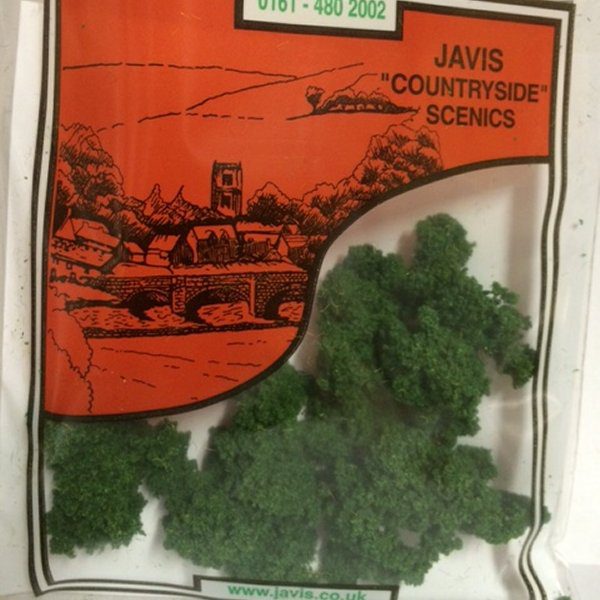 0161 - 480 2002
JAVIS
"COUNTRYSIDE"
SCENICS
www.javis.co.uk